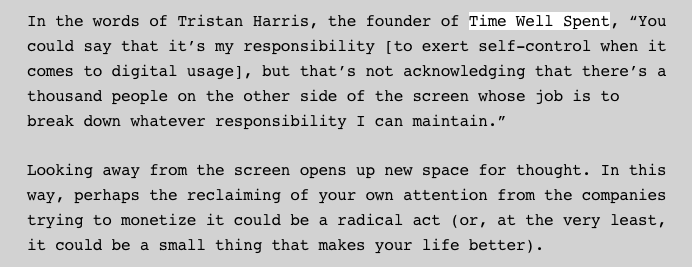 In the words of Tristan Harris, the founder of Time Well Spent, “You
could say that it’s my responsibility [to exert self-control when it
comes to digital usage], but that’s not acknowledging that there’s a
thousand people on the other side of the screen whose job is to
break down whatever responsibility I can maintain.”
Looking away from the screen opens up new space for thought. In this
way, perhaps the reclaiming of your own attention from the companies
trying to monetize it could be a radical act (or, at the very least,
it could be a small thing that makes your life better).